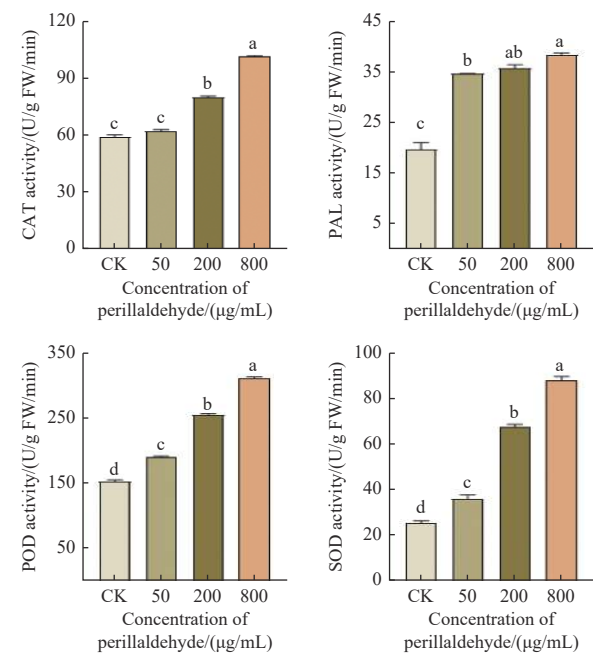 CAT activity/(U/g FW/min)
120
90
60
30
0
c
c
b
a
CK 50 200 800
Concentration of
perillaldehyde/(μg/mL)
PAL activity/(U/g FW/min)
45
35
25
15
5
c
b
ab
a
CK 50 200 800
Concentration of
perillaldehyde/(μg/mL)
POD activity/(U/g FW/min)
350
250
150
50
d
c
b
a
CK 50 200 800
Concentration of
perillaldehyde/(μg/mL)
SOD activity/(U/g FW/min)
100
80
60
40
20
0
d
c
b
a
CK 50 200 800
Concentration of
perillaldehyde/(μg/mL)